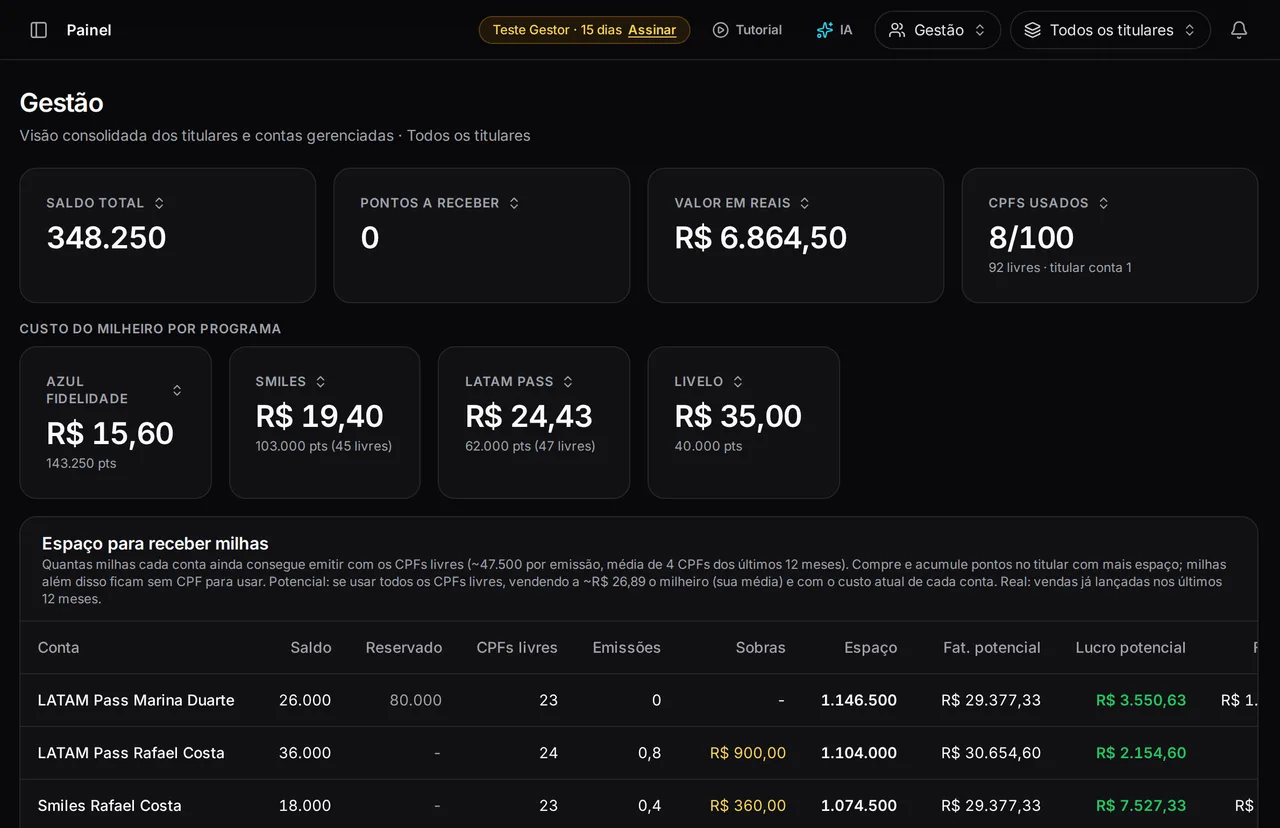 Painel
Teste Gestor · 15 dias Assinar
Tutorial
IA
Gestão
Todos os titulares
Gestão
Visão consolidada dos titulares e contas gerenciadas · Todos os titulares
SALDO TOTAL
348.250
PONTOS A RECEBER
0
VALOR EM REAIS
R$ 6.864,50
CPFS USADOS
8/100
92 livres · titular conta 1
CUSTO DO MILHEIRO POR PROGRAMA
AZUL
FIDELIDADE
R$ 15,60
143.250 pts
SMILES
R$ 19,40
103.000 pts (45 livres)
LATAM PASS
R$ 24,43
62.000 pts (47 livres)
LIVELO
R$ 35,00
40.000 pts
Espaço para receber milhas
Quantas milhas cada conta ainda consegue emitir com os CPFs livres (~47.500 por emissão, média de 4 CPFs dos últimos 12 meses). Compre e acumule pontos no titular com mais espaço; milhas
além disso ficam sem CPF para usar. Potencial: se usar todos os CPFs livres, vendendo a ~R$ 26,89 o milheiro (sua média) e com o custo atual de cada conta. Real: vendas já lançadas nos últimos
12 meses.
Conta Saldo Reservado CPFs livres Emissões Sobras Espaço Fat. potencial Lucro potencial
LATAM Pass Marina Duarte 26.000 80.000 23 0 - 1.146.500 R$ 29.377,33 R$ 3.550,63 R$ 1.
LATAM Pass Rafael Costa 36.000 - 24 0,8 R$ 900,00 1.104.000 R$ 30.654,60 R$ 2.154,60
Smiles Rafael Costa 18.000 - 23 0,4 R$ 360,00 1.074.500 R$ 29.377,33 R$ 7.527,33 R$